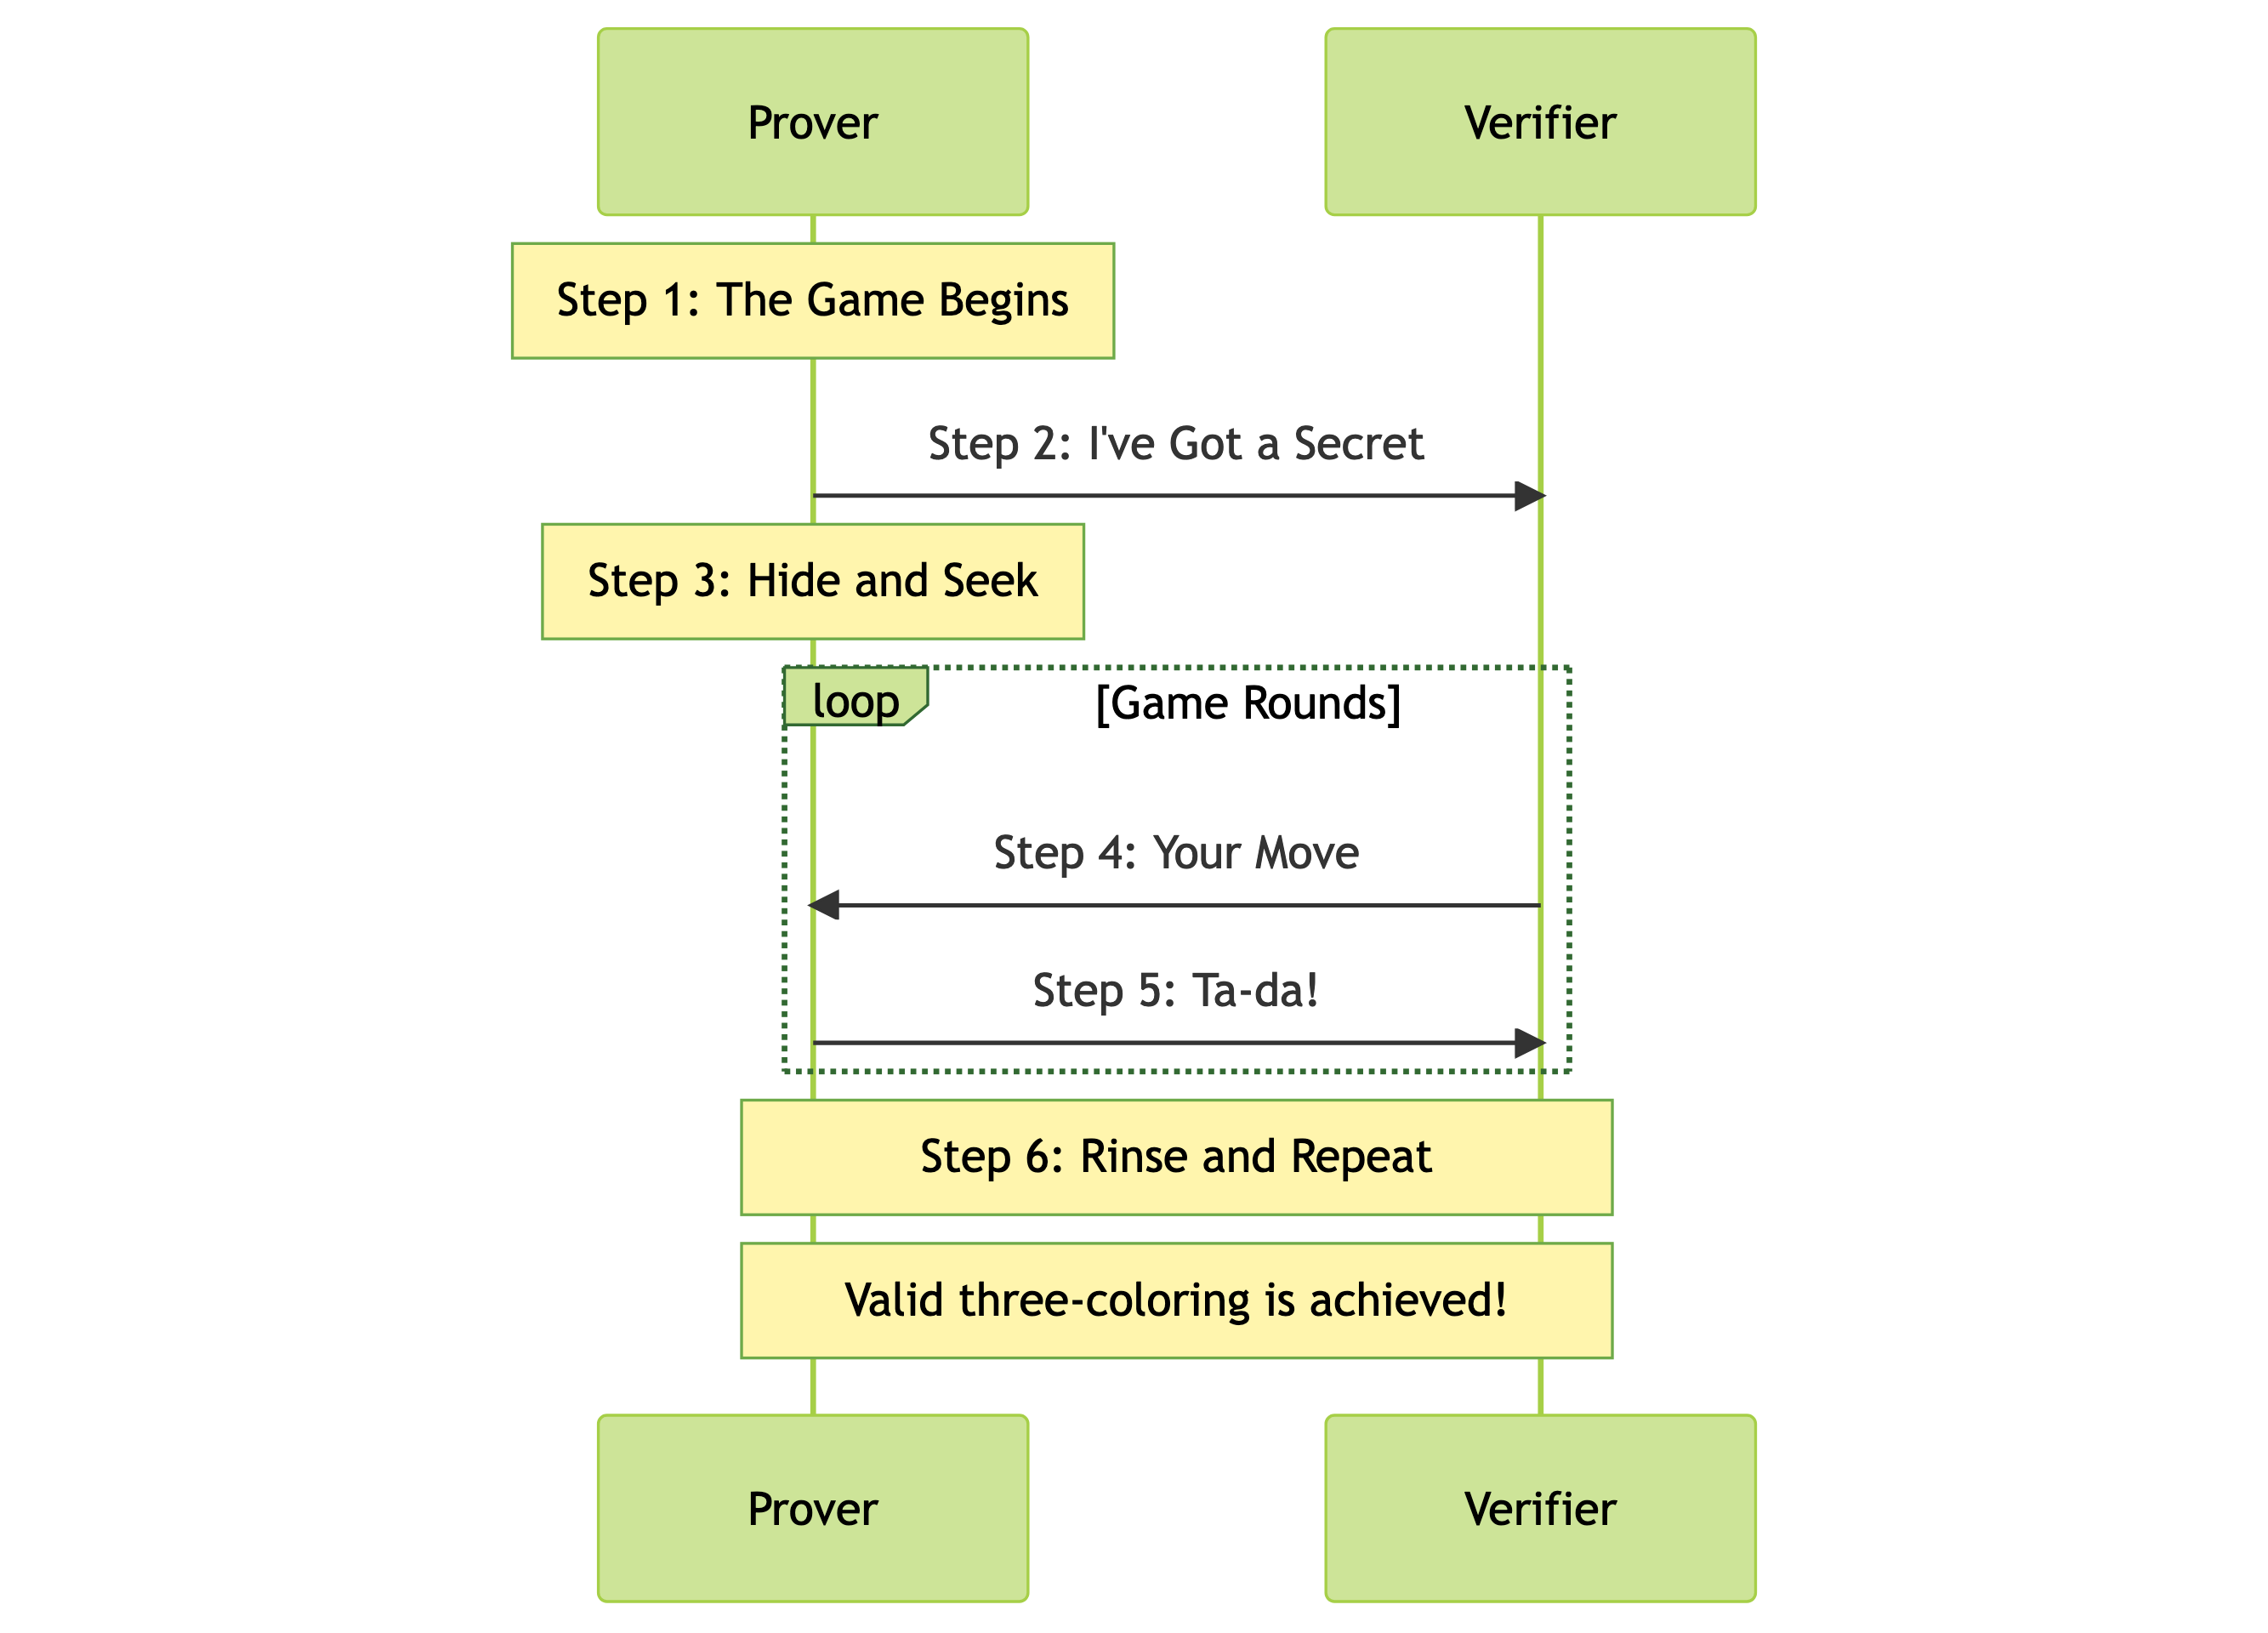 Prover
Verifier
Step 1: The Game Begins
Step 2: I've Got a Secret
Step 3: Hide and Seek
loop
[Game Rounds]
Step 4: Your Move
Step 5: Ta-da!
Step 6: Rinse and Repeat
Valid three-coloring is achieved!
Prover
Verifier